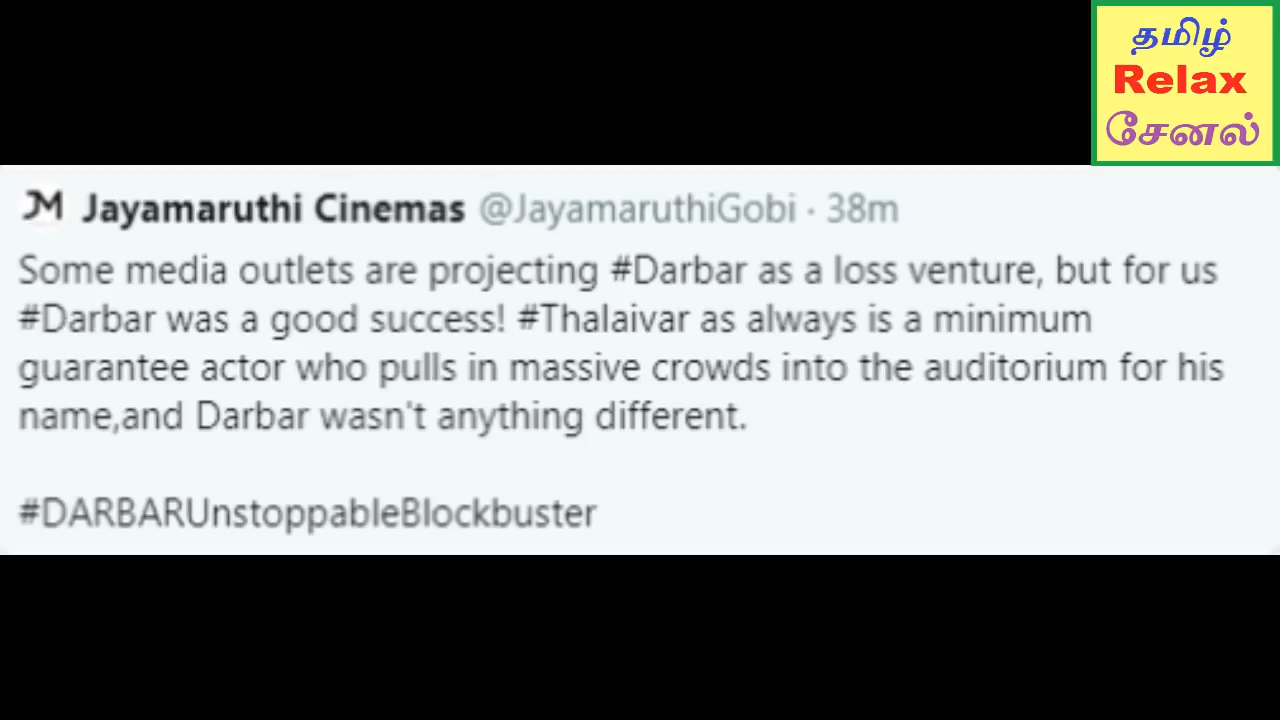 தமிழ்
Relax
சேனல்
JM Jayamaruthi Cinemas @JayamaruthiGobi · 38m
Some media outlets are projecting #Darbar as a loss venture, but for us
#Darbar was a good success! #Thalaivar as always is a minimum
guarantee actor who pulls in massive crowds into the auditorium for his
name,and Darbar wasn't anything different.
#DARBARUnstoppableBlockbuster